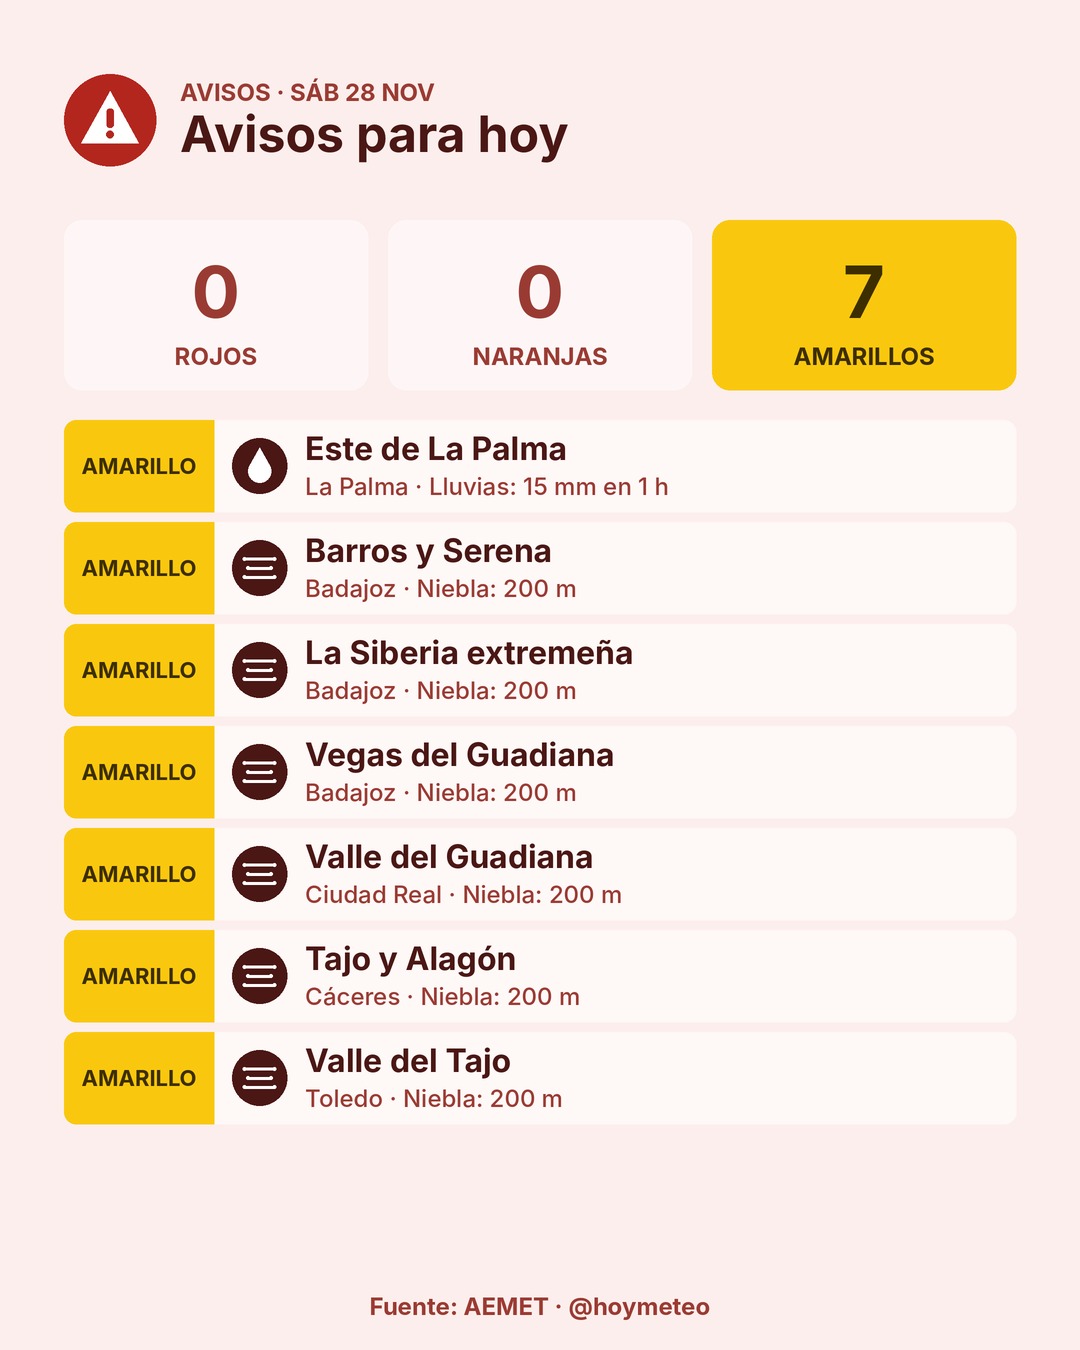 AVISOS · SÁB 28 NOV
Avisos para hoy
0
ROJOS
0
NARANJAS
7
AMARILLOS
AMARILLO
Este de La Palma
La Palma · Lluvias: 15 mm en 1 h
AMARILLO
Barros y Serena
Badajoz · Niebla: 200 m
AMARILLO
La Siberia extremeña
Badajoz · Niebla: 200 m
AMARILLO
Vegas del Guadiana
Badajoz · Niebla: 200 m
AMARILLO
Valle del Guadiana
Ciudad Real · Niebla: 200 m
AMARILLO
Tajo y Alagón
Cáceres · Niebla: 200 m
AMARILLO
Valle del Tajo
Toledo · Niebla: 200 m
Fuente: AEMET · @hoymeteo